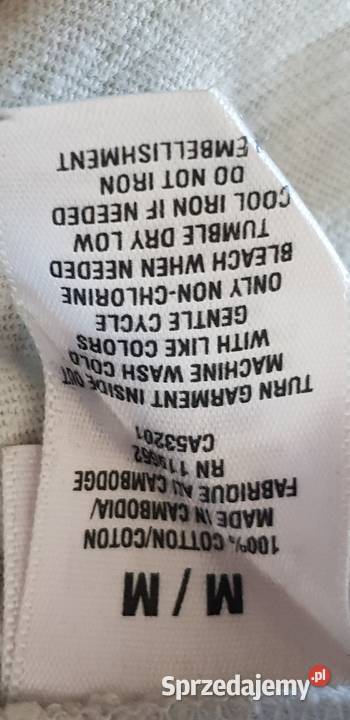 M / M
100% COTTON/COTON
MADE IN CAMBODIA/
FABRIQUE AU CAMBODGE
RN
CA53201
TURN GARMENT INSIDE OUT
MACHINE WASH COLD
WITH LIKE COLORS
GENTLE CYCLE
ONLY NON-CHLORINE
BLEACH WHEN NEEDED
TUMBLE DRY LOW
COOL IRON IF NEEDED
DO NOT IRON
EMBELLISHMENT
Sprzedajemy.pl